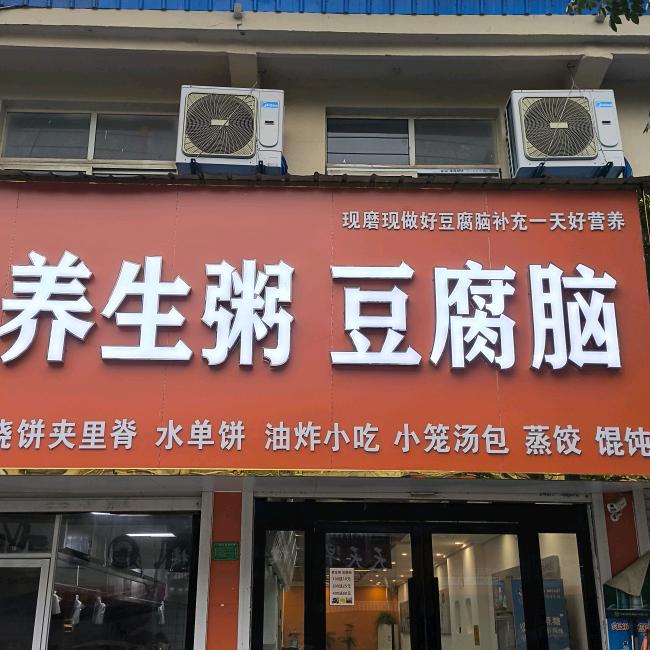 现磨现做好豆腐脑补充一天好营养
养生粥 豆腐脑
烧饼夹里脊 水单饼 油炸小吃 小笼汤包 蒸饺 馄饨